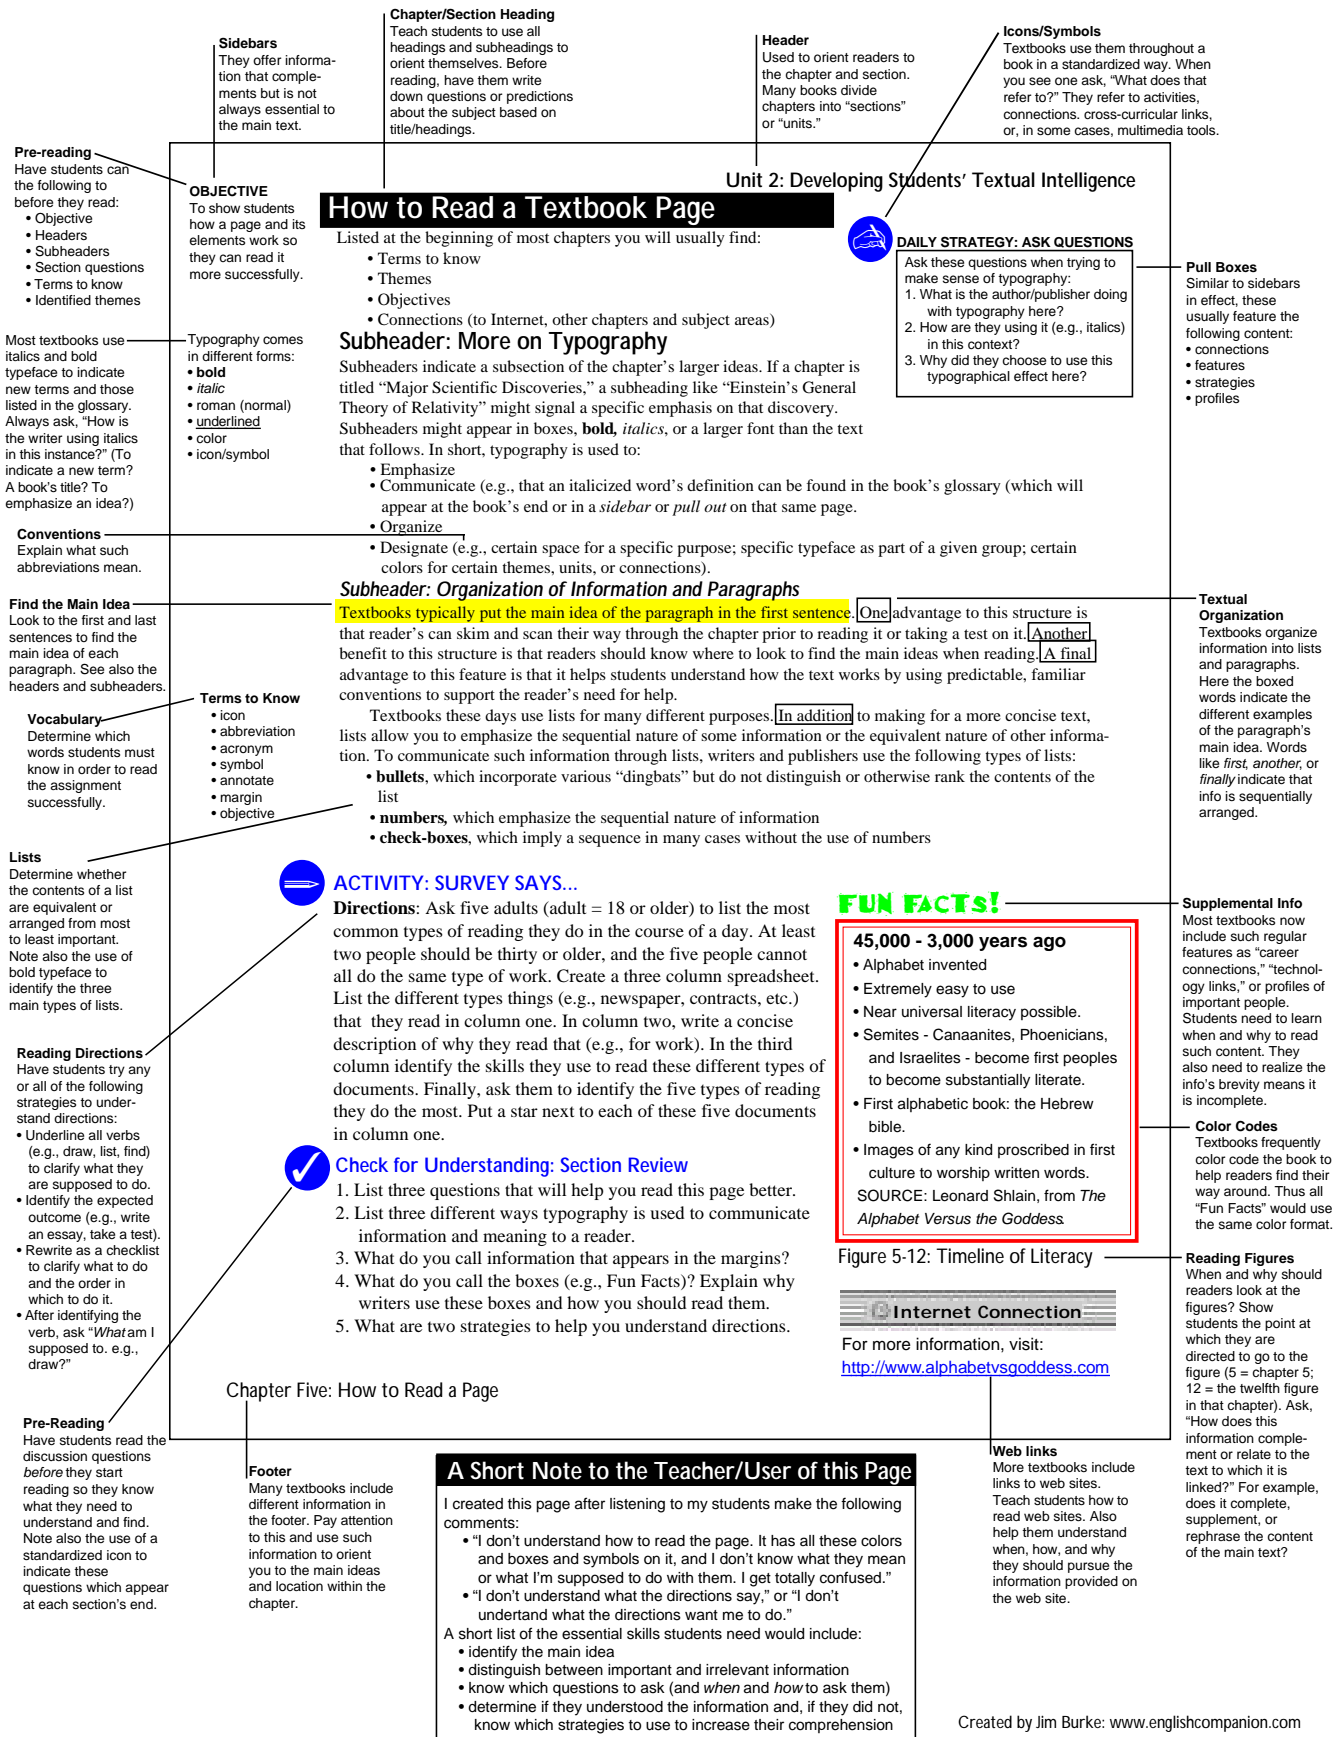 Chapter/Section Heading
Teach students to use all
headings and subheadings to
orient themselves. Before
reading, have them write
down questions or predictions
about the subject based on
title/headings.
Sidebars
They offer informa-
tion that comple-
ments but is not
always essential to
the main text.
Header
Used to orient readers to
the chapter and section.
Many books divide
chapters into “sections”
or “units.”
Icons/Symbols
Textbooks use them throughout a
book in a standardized way. When
you see one ask, “What does that
refer to?” They refer to activities,
connections. cross-curricular links,
or, in some cases, multimedia tools.
Pre-reading
Have students can
the following to
before they read:
• Objective
• Headers
• Subheaders
• Section questions
• Terms to know
• Identified themes
OBJECTIVE
To show students
how a page and its
elements work so
they can read it
more successfully.
Unit 2: Developing Students’ Textual Intelligence
How to Read a Textbook Page
Listed at the beginning of most chapters you will usually find:
• Terms to know
• Themes
• Objectives
• Connections (to Internet, other chapters and subject areas)
DAILY STRATEGY: ASK QUESTIONS
Ask these questions when trying to
make sense of typography:
1. What is the author/publisher doing
with typography here?
2. How are they using it (e.g., italics)
in this context?
3. Why did they choose to use this
typographical effect here?
Pull Boxes
Similar to sidebars
in effect, these
usually feature the
following content:
• connections
• features
• strategies
• profiles
Most textbooks use
italics and bold
typeface to indicate
new terms and those
listed in the glossary.
Always ask, “How is
the writer using italics
in this instance?” (To
indicate a new term?
A book’s title? To
emphasize an idea?)
Typography comes
in different forms:
• bold
• italic
• roman (normal)
• underlined
• color
• icon/symbol
Subheader: More on Typography
Subheaders indicate a subsection of the chapter’s larger ideas. If a chapter is
titled “Major Scientific Discoveries,” a subheading like “Einstein’s General
Theory of Relativity” might signal a specific emphasis on that discovery.
Subheaders might appear in boxes, bold, italics, or a larger font than the text
that follows. In short, typography is used to:
• Emphasize
• Communicate (e.g., that an italicized word’s definition can be found in the book’s glossary (which will
appear at the book’s end or in a sidebar or pull out on that same page.
• Organize
• Designate (e.g., certain space for a specific purpose; specific typeface as part of a given group; certain
colors for certain themes, units, or connections).
Conventions
Explain what such
abbreviations mean.
Find the Main Idea
Look to the first and last
sentences to find the
main idea of each
paragraph. See also the
headers and subheaders.
Subheader: Organization of Information and Paragraphs
Textbooks typically put the main idea of the paragraph in the first sentence. One advantage to this structure is
that reader’s can skim and scan their way through the chapter prior to reading it or taking a test on it. Another
benefit to this structure is that readers should know where to look to find the main ideas when reading. A final
advantage to this feature is that it helps students understand how the text works by using predictable, familiar
conventions to support the reader’s need for help.
Textbooks these days use lists for many different purposes. In addition to making for a more concise text,
lists allow you to emphasize the sequential nature of some information or the equivalent nature of other informa-
tion. To communicate such information through lists, writers and publishers use the following types of lists:
• bullets, which incorporate various “dingbats” but do not distinguish or otherwise rank the contents of the
list
• numbers, which emphasize the sequential nature of information
• check-boxes, which imply a sequence in many cases without the use of numbers
Textual
Organization
Textbooks organize
information into lists
and paragraphs.
Here the boxed
words indicate the
different examples
of the paragraph’s
main idea. Words
like first, another, or
finally indicate that
info is sequentially
arranged.
Vocabulary
Determine which
words students must
know in order to read
the assignment
successfully.
Terms to Know
• icon
• abbreviation
• acronym
• symbol
• annotate
• margin
• objective
Lists
Determine whether
the contents of a list
are equivalent or
arranged from most
to least important.
Note also the use of
bold typeface to
identify the three
main types of lists.
ACTIVITY: SURVEY SAYS...
Directions: Ask five adults (adult = 18 or older) to list the most
common types of reading they do in the course of a day. At least
two people should be thirty or older, and the five people cannot
all do the same type of work. Create a three column spreadsheet.
List the different types things (e.g., newspaper, contracts, etc.)
that they read in column one. In column two, write a concise
description of why they read that (e.g., for work). In the third
column identify the skills they use to read these different types of
documents. Finally, ask them to identify the five types of reading
they do the most. Put a star next to each of these five documents
in column one.
FUN FACTS!
45,000 - 3,000 years ago
• Alphabet invented
• Extremely easy to use
• Near universal literacy possible.
• Semites - Canaanites, Phoenicians,
and Israelites - become first peoples
to become substantially literate.
• First alphabetic book: the Hebrew
bible.
• Images of any kind proscribed in first
culture to worship written words.
SOURCE: Leonard Shlain, from The
Alphabet Versus the Goddess.
Figure 5-12: Timeline of Literacy
Supplemental Info
Most textbooks now
include such regular
features as “career
connections,” “technol-
ogy links,” or profiles of
important people.
Students need to learn
when and why to read
such content. They
also need to realize the
info’s brevity means it
is incomplete.
Color Codes
Textbooks frequently
color code the book to
help readers find their
way around. Thus all
“Fun Facts” would use
the same color format.
Reading Directions
Have students try any
or all of the following
strategies to under-
stand directions:
• Underline all verbs
(e.g., draw, list, find)
to clarify what they
are supposed to do.
• Identify the expected
outcome (e.g., write
an essay, take a test).
• Rewrite as a checklist
to clarify what to do
and the order in
which to do it.
• After identifying the
verb, ask “What am I
supposed to. e.g.,
draw?”
Check for Understanding: Section Review
1. List three questions that will help you read this page better.
2. List three different ways typography is used to communicate
information and meaning to a reader.
3. What do you call information that appears in the margins?
4. What do you call the boxes (e.g., Fun Facts)? Explain why
writers use these boxes and how you should read them.
5. What are two strategies to help you understand directions.
Internet Connection
For more information, visit:
http://www.alphabetvsgoddess.com
Reading Figures
When and why should
readers look at the
figures? Show
students the point at
which they are
directed to go to the
figure (5 = chapter 5;
12 = the twelfth figure
in that chapter). Ask,
“How does this
information comple-
ment or relate to the
text to which it is
linked?” For example,
does it complete,
supplement, or
rephrase the content
of the main text?
Chapter Five: How to Read a Page
Pre-Reading
Have students read the
discussion questions
before they start
reading so they know
what they need to
understand and find.
Note also the use of a
standardized icon to
indicate these
questions which appear
at each section’s end.
Footer
Many textbooks include
different information in
the footer. Pay attention
to this and use such
information to orient
you to the main ideas
and location within the
chapter.
A Short Note to the Teacher/User of this Page
I created this page after listening to my students make the following
comments:
• “I don’t understand how to read the page. It has all these colors
and boxes and symbols on it, and I don’t know what they mean
or what I’m supposed to do with them. I get totally confused.”
• “I don’t understand what the directions say,” or “I don’t
undertand what the directions want me to do.”
A short list of the essential skills students need would include:
• identify the main idea
• distinguish between important and irrelevant information
• know which questions to ask (and when and how to ask them)
• determine if they understood the information and, if they did not,
know which strategies to use to increase their comprehension
Web links
More textbooks include
links to web sites.
Teach students how to
read web sites. Also
help them understand
when, how, and why
they should pursue the
information provided on
the web site.
Created by Jim Burke: www.englishcompanion.com